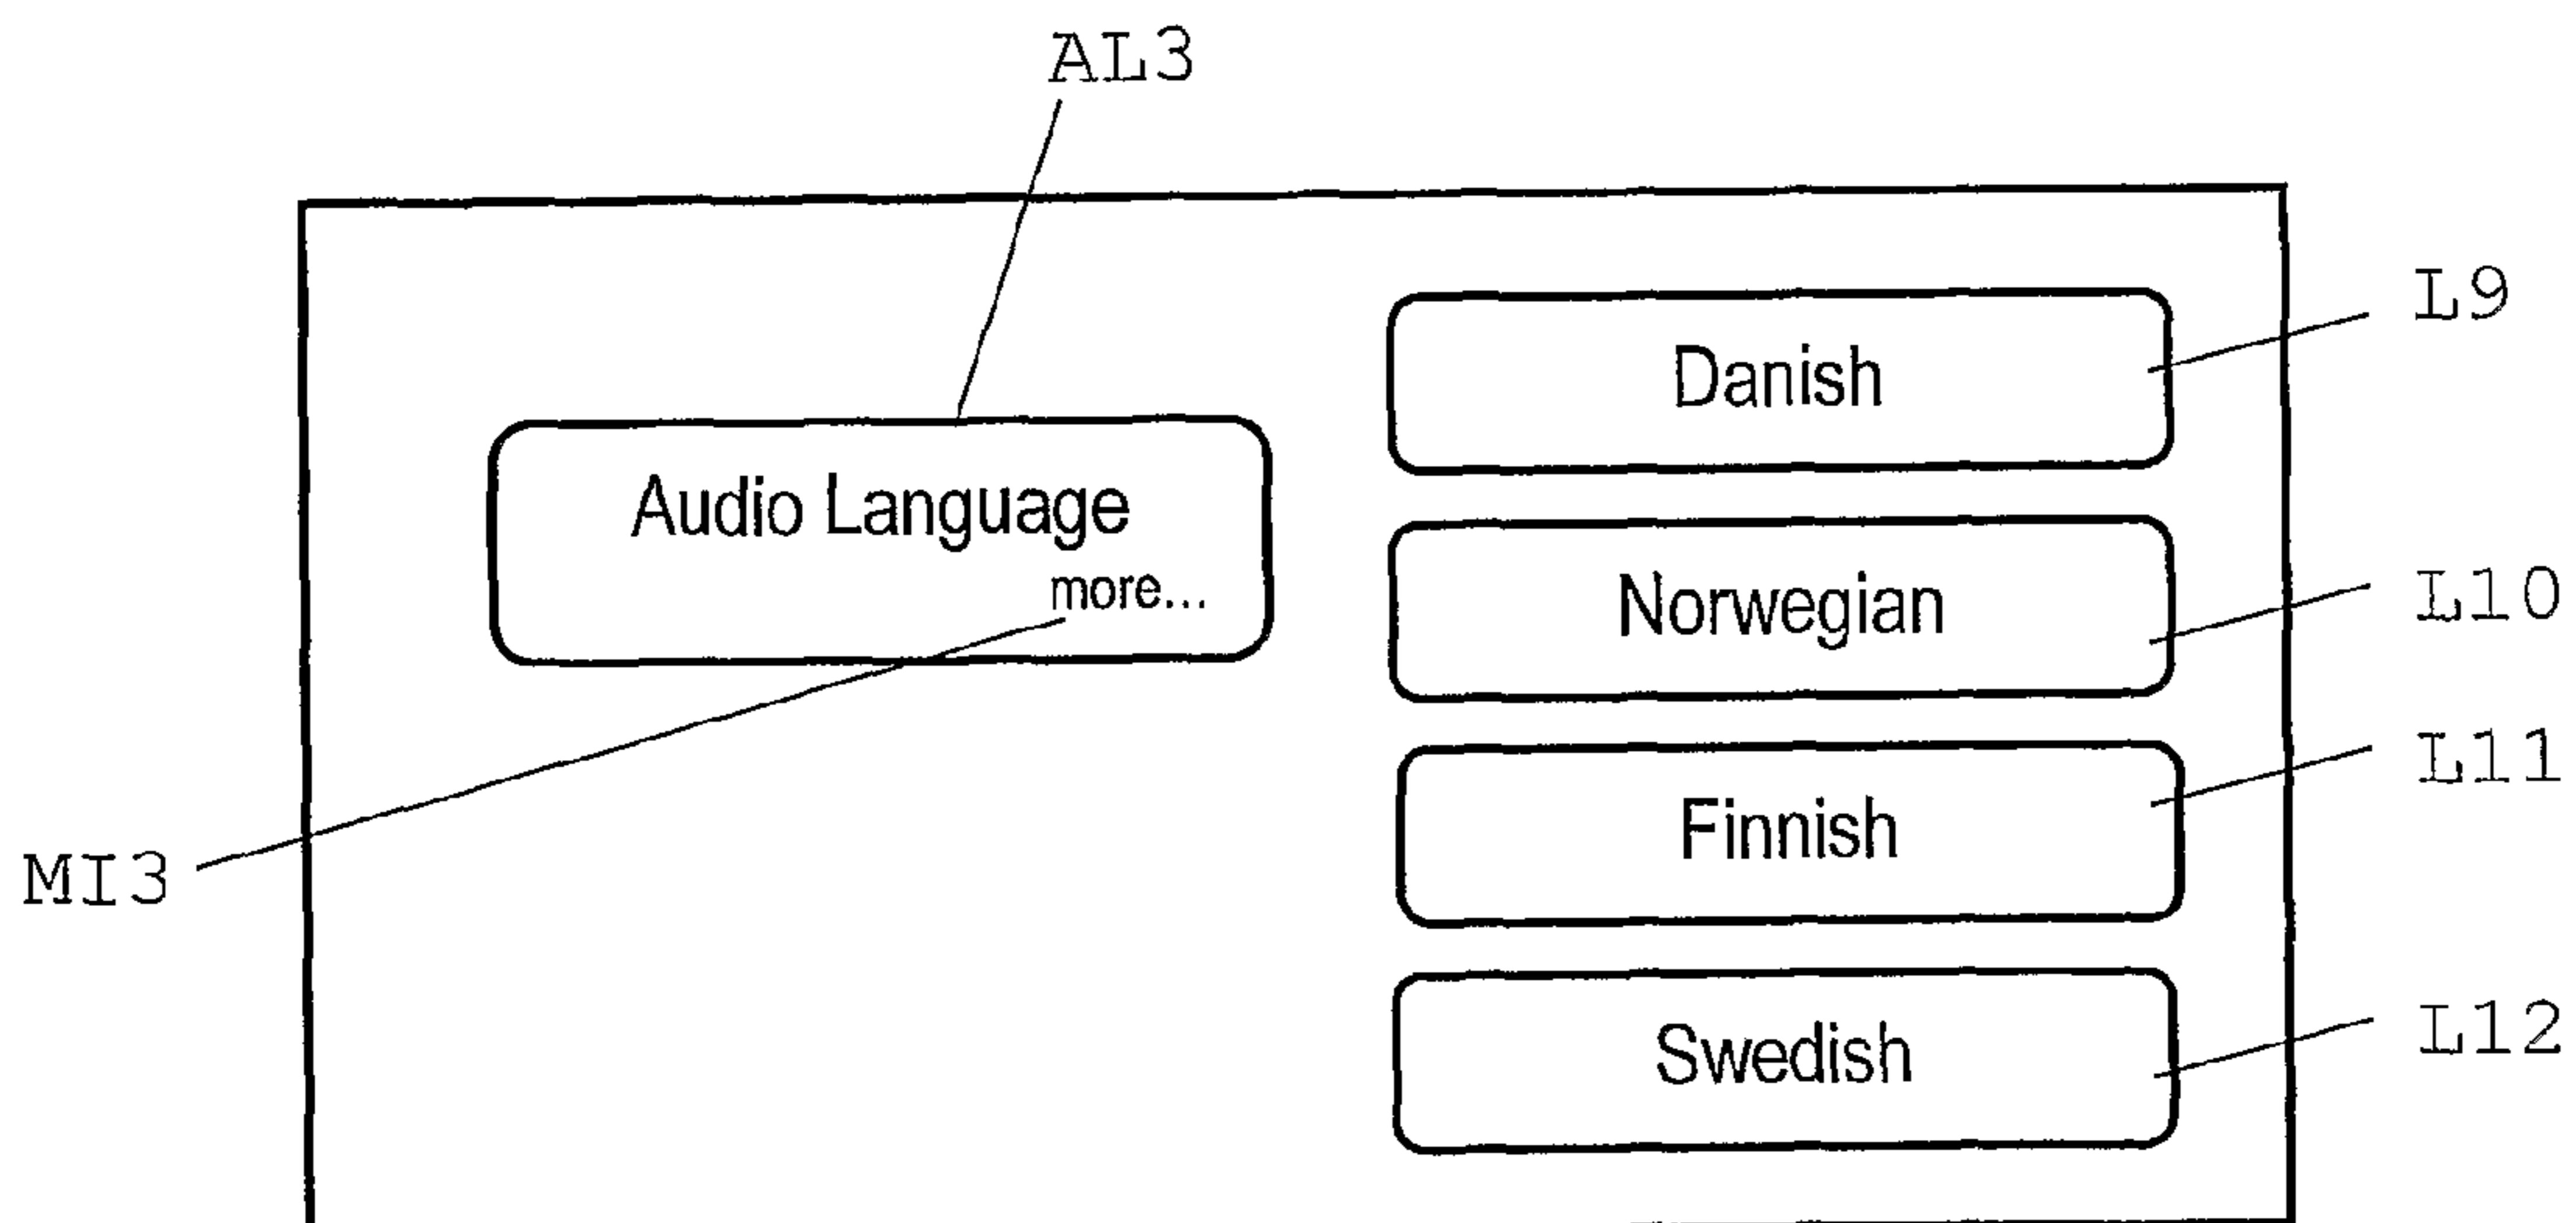 AL3
L9
Danish
Audio Language
more...
L10
Norwegian
L11
Finnish
MI3
L12
Swedish